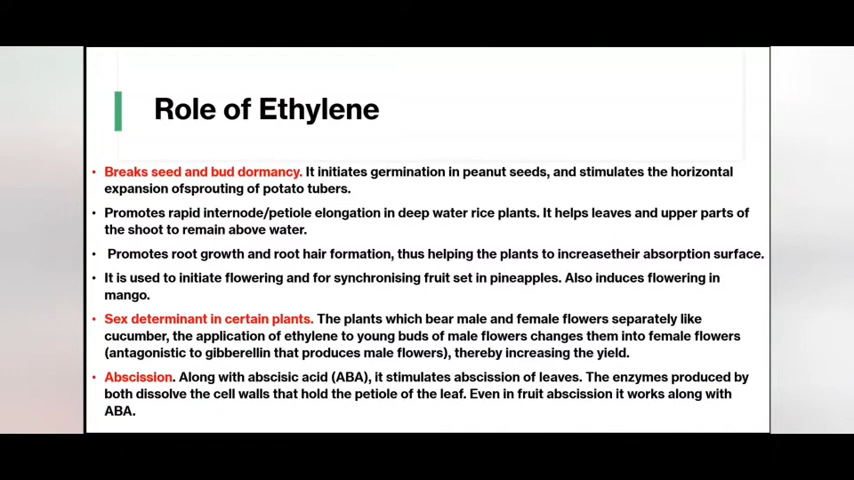 Role of Ethylene
• Breaks seed and bud dormancy. It initiates germination in peanut seeds, and stimulates the horizontal
expansion ofsprouting of potato tubers.
• Promotes rapid internode/petiole elongation in deep water rice plants. It helps leaves and upper parts of
the shoot to remain above water.
• Promotes root growth and root hair formation, thus helping the plants to increasetheir absorption surface.
• It is used to initiate flowering and for synchronising fruit set in pineapples. Also induces flowering in
mango.
• Sex determinant in certain plants. The plants which bear male and female flowers separately like
cucumber, the application of ethylene to young buds of male flowers changes them into female flowers
(antagonistic to gibberellin that produces male flowers), thereby increasing the yield.
• Abscission. Along with abscisic acid (ABA), it stimulates abscission of leaves. The enzymes produced by
both dissolve the cell walls that hold the petiole of the leaf. Even in fruit abscission it works along with
ABA.